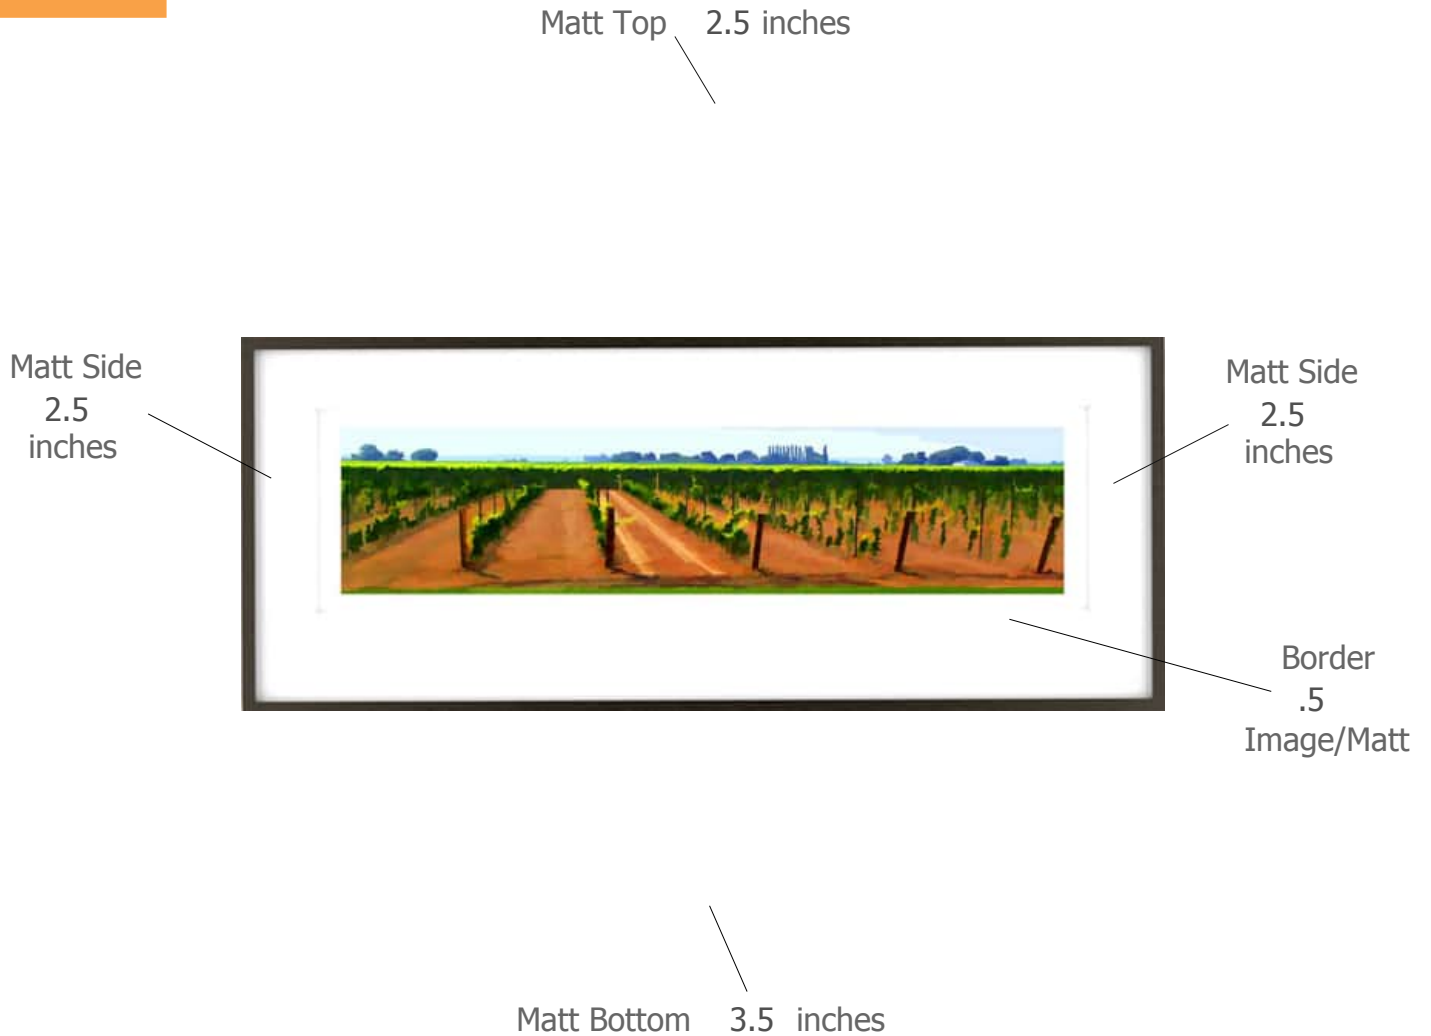 Matt Top 2.5 inches
Matt Side
2.5
inches
Matt Side
2.5
inches
Border
.5
Image/Matt
Matt Bottom 3.5 inches